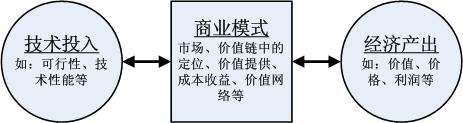 技术投入
如：可行性、技
术性能等
商业模式
市场、价值链中的
定位、价值提供、
成本收益、价值网
络等
经济产出
如：价值、价
格、利润等